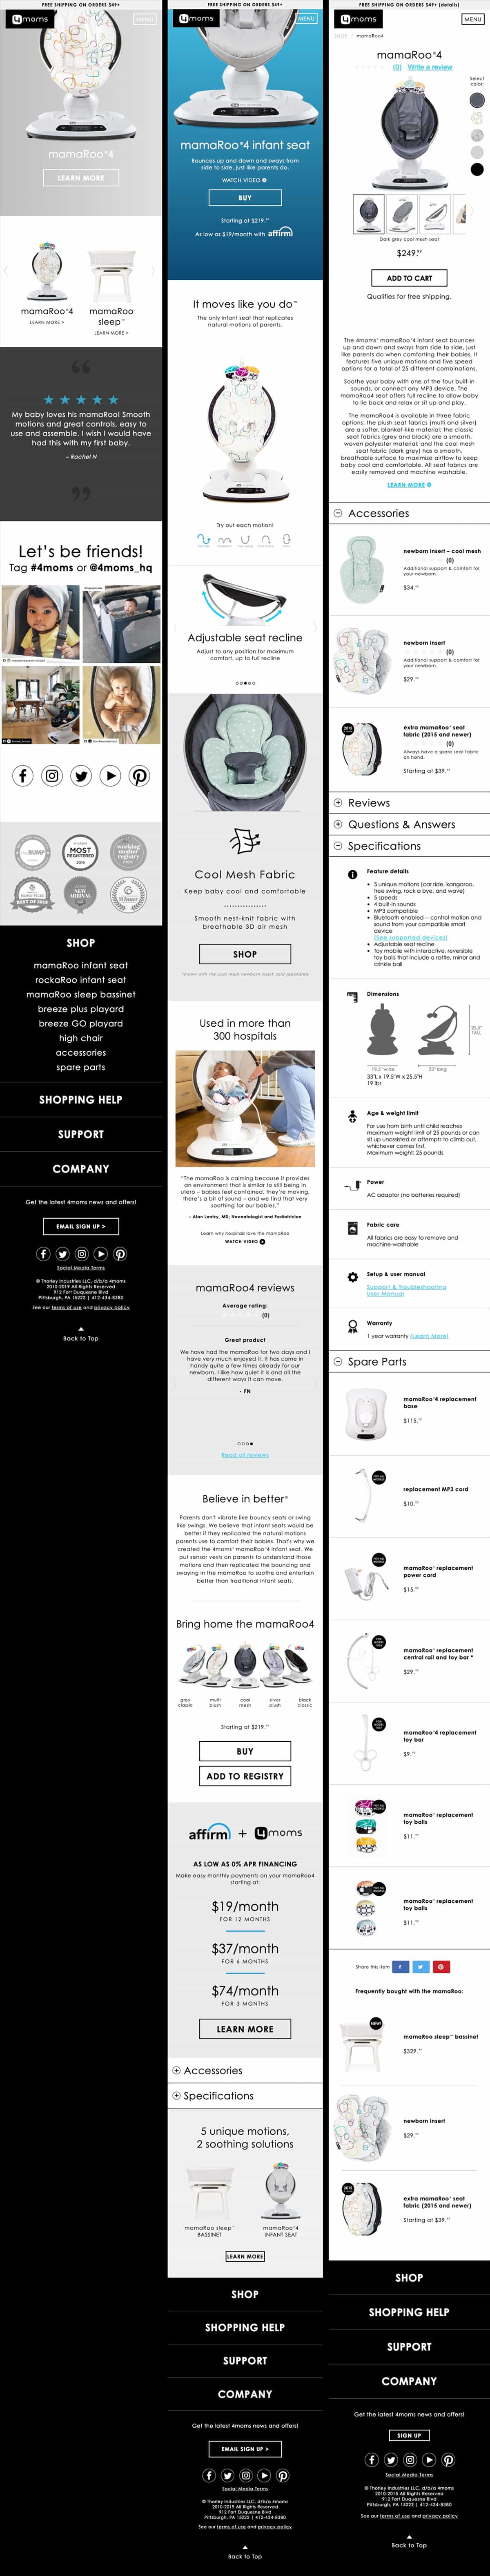 FREE SHIPPING ON ORDERS $49+
4moms
MENU
mamaRoo®4
LEARN MORE
mamaRoo®4
LEARN MORE >
mamaRoo
sleep™
LEARN MORE >
My baby loves his mamaRoo! Smooth
motions and great controls, easy to
use and assemble. I wish I would have
had this with my first baby.
– Rachel N
Let's be friends!
Tag #4moms or @4moms_hq
the BUMP
MOST
REGISTERED
2019
working
mother
registry
BEST OF 2018
NEW
ARRIVAL
Winner
SHOP
mamaRoo infant seat
rockaRoo infant seat
mamaRoo sleep bassinet
breeze plus playard
breeze GO playard
high chair
accessories
spare parts
SHOPPING HELP
SUPPORT
COMPANY
Get the latest 4moms news and offers!
EMAIL SIGN UP >
Social Media Terms
© Thorley Industries LLC, d/b/a 4moms
2010-2019 All Rights Reserved
912 Fort Duquesne Blvd
Pittsburgh, PA 15222 | 412-434-8380
See our terms of use and privacy policy.
Back to Top
FREE SHIPPING ON ORDERS $49+
4moms
MENU
mamaRoo®4 infant seat
Bounces up and down and sways from
side to side, just like parents do.
WATCH VIDEO
BUY
Starting at $219.99
As low as $19/month with affirm
It moves like you do™
The only infant seat that replicates
natural motions of parents.
Try out each motion!
Adjustable seat recline
Adjust to any position for maximum
comfort, up to full recline
Cool Mesh Fabric
Keep baby cool and comfortable
Smooth nest-knit fabric with
breathable 3D air mesh
SHOP
*shown with the cool mesh newborn insert sold separately
Used in more than
300 hospitals
"The mamaRoo is calming because it provides
an environment that is similar to still being in
utero – babies feel contained, they're moving,
there's a bit of sound – and we find that very
soothing for our babies."
– Alan Lantzy, MD; Neonatologist and Pediatrician
Learn why hospitals love the mamaRoo
WATCH VIDEO
mamaRoo4 reviews
Average rating:
(0)
Great product
We have had the mamaRoo for two days and I
have very much enjoyed it. It has come in
handy quite a few times already for our
newborn. I like how quiet it is and all the
different ways it can move.
- FN
Read all reviews
Believe in better®
Parents don't vibrate like bouncy seats or swing
like swings. We believe that infant seats would be
better if they replicated the natural motions
parents use to comfort their babies. That's why we
created the 4moms® mamaRoo®4 infant seat. We
put sensor vests on parents to understand those
motions and then replicated the bouncing and
swaying in the mamaRoo to soothe and entertain
better than traditional infant seats.
Bring home the mamaRoo4
grey
classic
multi
plush
cool
mesh
silver
plush
black
classic
Starting at $219.99
BUY
ADD TO REGISTRY
affirm + 4moms
AS LOW AS 0% APR FINANCING
Make easy monthly payments on your mamaRoo4
starting at:
$19/month
FOR 12 MONTHS
$37/month
FOR 6 MONTHS
$74/month
FOR 3 MONTHS
LEARN MORE
Accessories
Specifications
5 unique motions,
2 soothing solutions
mamaRoo sleep™
BASSINET
mamaRoo®4
INFANT SEAT
LEARN MORE
SHOP
SHOPPING HELP
SUPPORT
COMPANY
Get the latest 4moms news and offers!
EMAIL SIGN UP >
Social Media Terms
© Thorley Industries LLC, d/b/a 4moms
2010-2019 All Rights Reserved
912 Fort Duquesne Blvd
Pittsburgh, PA 15222 | 412-434-8380
See our terms of use and privacy policy.
Back to Top
FREE SHIPPING ON ORDERS $49+ (details)
4moms
MENU
SHOP / mamaRoo4
mamaRoo®4
(0) Write a review
Select
color:
Dark grey cool mesh seat
$249.99
ADD TO CART
Qualifies for free shipping.
The 4moms® mamaRoo®4 infant seat bounces
up and down and sways from side to side, just
like parents do when comforting their babies. It
features five unique motions and five speed
options for a total of 25 different combinations.
Soothe your baby with one of the four built-in
sounds, or connect any MP3 device. The
mamaRoo4 seat offers full recline to allow baby
to lie back and relax or sit up and play.
The mamaRoo4 is available in three fabric
options; the plush seat fabrics (multi and silver)
are a softer, blanket-like material; the classic
seat fabrics (grey and black) are a smooth,
woven polyester material; and the cool mesh
seat fabric (dark grey) has a smooth,
breathable surface to maximize airflow to keep
baby cool and comfortable. All seat fabrics are
easily removed and machine washable.
LEARN MORE
Accessories
newborn insert – cool mesh
(0)
Additional support & comfort for
your newborn.
$34.99
newborn insert
(0)
Additional support & comfort for
your newborn.
$29.99
extra mamaRoo® seat
fabric (2015 and newer)
(0)
Always have a spare seat fabric
on hand.
Starting at $39.99
Reviews
Questions & Answers
Specifications
Feature details
• 5 unique motions (car ride, kangaroo,
tree swing, rock a bye, and wave)
• 5 speeds
• 4 built-in sounds
• MP3 compatible
• Bluetooth enabled – control motion and
sound from your compatible smart
device
(See supported devices)
• Adjustable seat recline
• Toy mobile with interactive, reversible
toy balls that include a rattle, mirror and
crinkle ball
Dimensions
25.5"
TALL
19.5" wide
33" long
33"L x 19.5"W x 25.5"H
19 lbs
Age & weight limit
For use from birth until child reaches
maximum weight limit of 25 pounds or can
sit up unassisted or attempts to climb out,
whichever comes first.
Maximum weight: 25 pounds
Power
AC adaptor (no batteries required)
Fabric care
All fabrics are easy to remove and
machine-washable
Setup & user manual
Support & Troubleshooting
User Manual
Warranty
1 year warranty (Learn More)
Spare Parts
mamaRoo®4 replacement
base
$115.99
replacement MP3 cord
$10.99
mamaRoo® replacement
power cord
$15.99
mamaRoo® replacement
central rail and toy bar *
$29.99
mamaRoo®4 replacement
toy bar
$9.99
mamaRoo® replacement
toy balls
$11.99
mamaRoo® replacement
toy balls
$11.99
Share this item
Frequently bought with the mamaRoo:
NEW!
mamaRoo sleep™ bassinet
$329.99
newborn insert
$29.99
extra mamaRoo® seat
fabric (2015 and newer)
Starting at $39.99
SHOP
SHOPPING HELP
SUPPORT
COMPANY
Get the latest 4moms news and offers!
SIGN UP
Social Media Terms
© Thorley Industries LLC, d/b/a 4moms
2010-2015 All Rights Reserved
912 Fort Duquesne Blvd
Pittsburgh, PA 15222 | 412-434-8380
See our terms of use and privacy policy.
Back to Top